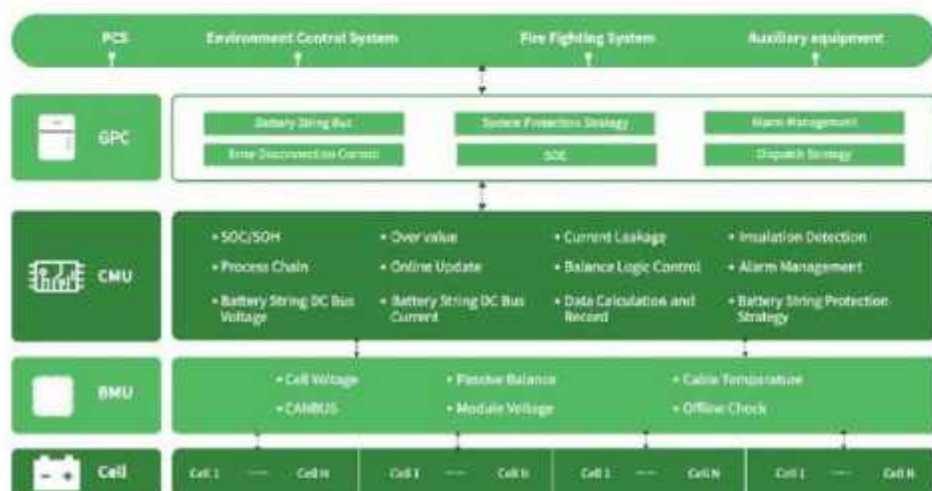 PCS Environment Control System Fire Fighting System Auxiliary equipment
GPC
Battery String Bus System Protection Strategy Alarm Management
Error Disconnection Control SOE Dispatch Strategy
CMU
• SOC/SOH • Over value • Current Leakage • Insulation Detection
• Process Chain • Online Update • Balance Logic Control • Alarm Management
• Battery String DC Bus • Battery String DC Bus • Data Calculation and • Battery String Protection
Voltage Current Record Strategy
BMU
• Cell Voltage • Passive Balance • Cable Temperature
• CANBUS • Module Voltage • Offline Check
Cell
Cell 1 Cell N Cell 1 Cell N Cell 1 Cell N Cell 1 Cell N